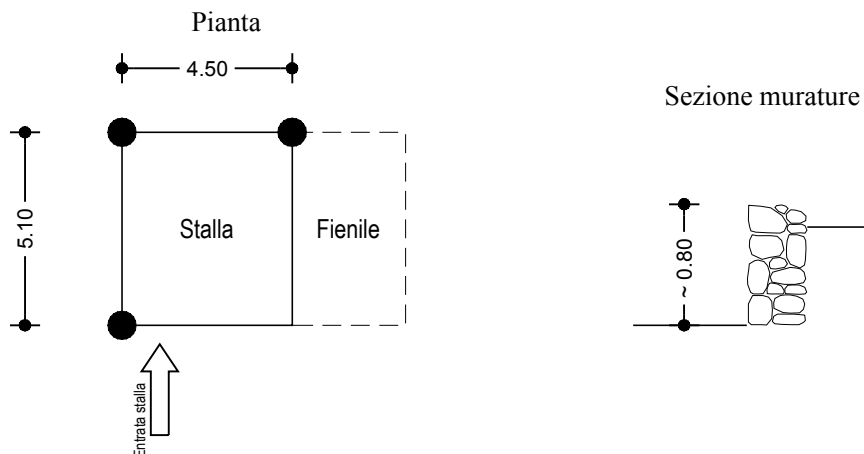 Pianta
4.50
Sezione murature
5.10
Stalla
Fienile
~ 0.80
Entrata stalla